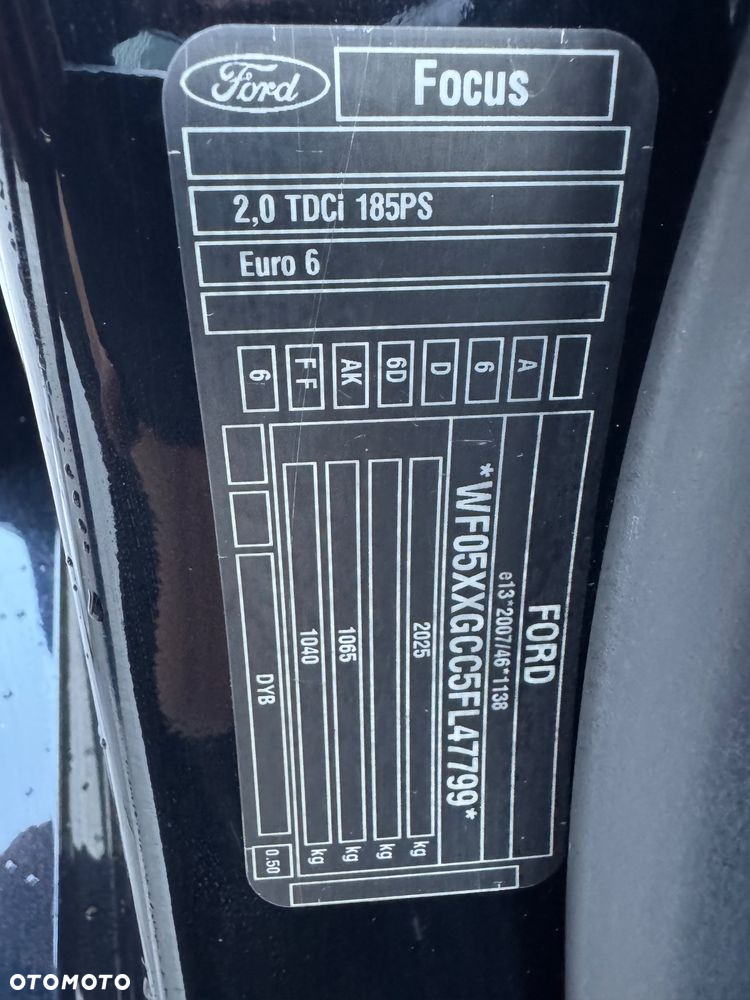 Ford
Focus
2,0 TDCi 185PS
Euro 6
6 FF AK 6D D 6 A
FORD
e13*2007/46*1138
*WF05XXGCC5FL47799*
2025 kg
kg
1065 kg
1040 kg
DYB
0.50
OTOMOTO